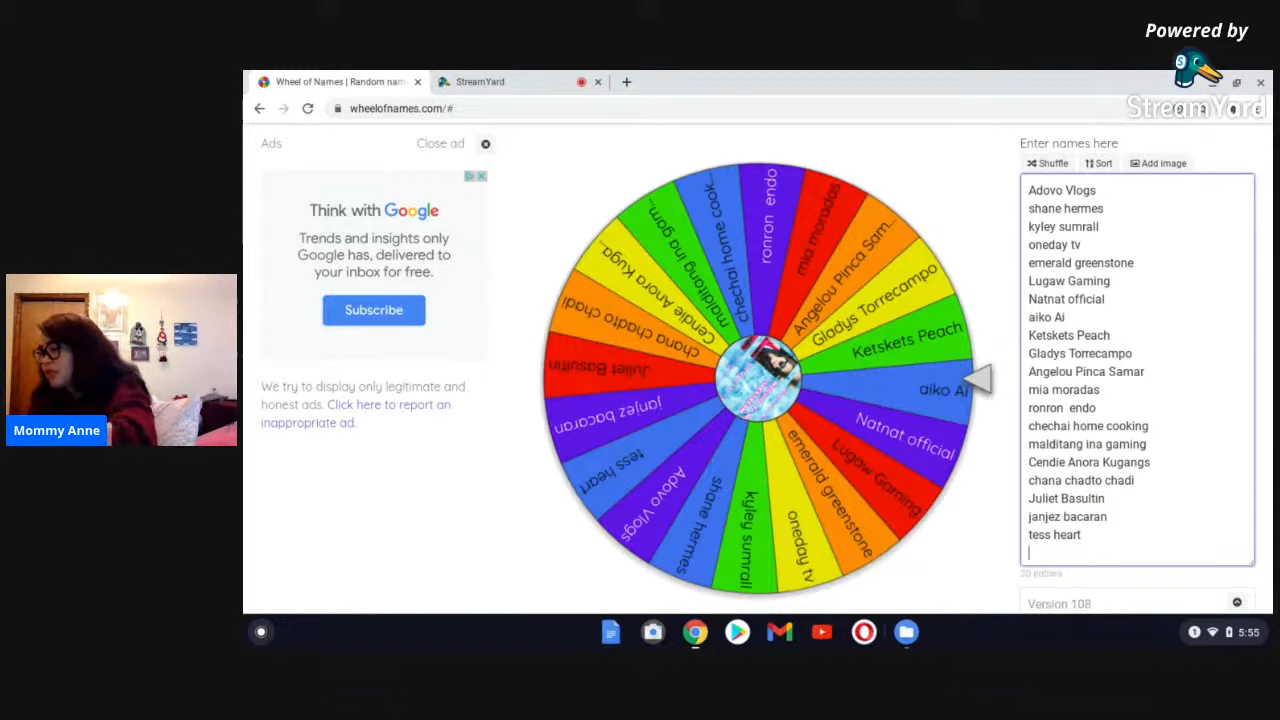 Powered by
StreamYard
Wheel of Names | Random nam
StreamYard
wheelofnames.com/#
Ads
Close ad
Think with Google
Trends and insights only
Google has, delivered to
your inbox for free.
Subscribe
We try to display only legitimate and
honest ads. Click here to report an
inappropriate ad.
Mommy Anne
ronron endo
mia moradas
Angelou Pinca Sam...
Gladys Torrecampo
Ketskets Peach
aiko Ai
Natnat official
Lugaw Gaming
emerald greenstone
oneday tv
kyley sumrall
shane hermes
Adovo Vlogs
tess heart
janjez bacaran
Juliet Basultin
chana chadto chadi
Cendie Anora Kuga...
malditang ina gam...
chechai home cook...
Enter names here
Shuffle
Sort
Add image
Adovo Vlogs
shane hermes
kyley sumrall
oneday tv
emerald greenstone
Lugaw Gaming
Natnat official
aiko Ai
Ketskets Peach
Gladys Torrecampo
Angelou Pinca Samar
mia moradas
ronron endo
chechai home cooking
malditang ina gaming
Cendie Anora Kugangs
chana chadto chadi
Juliet Basultin
janjez bacaran
tess heart
20 entries
Version 108
1
5:55